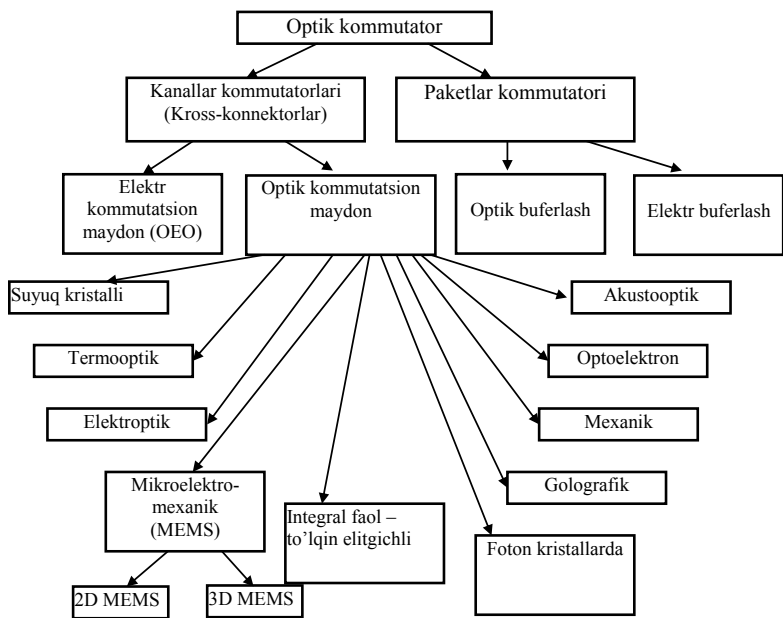 Optik kommutator
Kanallar kommutatorlari
(Kross-konnektorlar)
Paketlar kommutatori
Elektr
kommutatsion
maydon (OEO)
Optik kommutatsion
maydon
Optik buferlash
Elektr buferlash
Suyuq kristalli
Akustooptik
Termooptik
Optoelektron
Elektroptik
Mexanik
Mikroelektro-
mexanik
(MEMS)
Integral faol –
to’lqin elitgichli
Golografik
Foton kristallarda
2D MEMS
3D MEMS